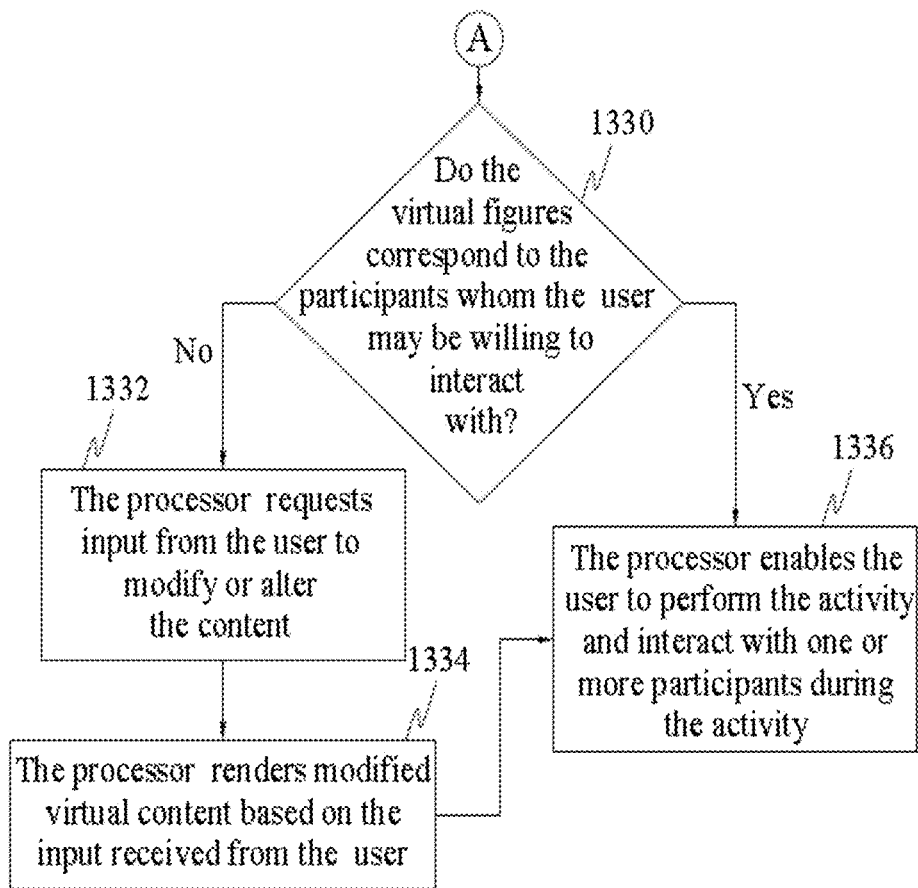 A
1330
Do the
virtual figures
correspond to the
participants whom the user
may be willing to
interact
with?
No
Yes
1332
The processor requests
input from the user to
modify or alter
the content
1334
The processor renders modified
virtual content based on the
input received from the user
1336
The processor enables the
user to perform the activity
and interact with one or
more participants during
the activity